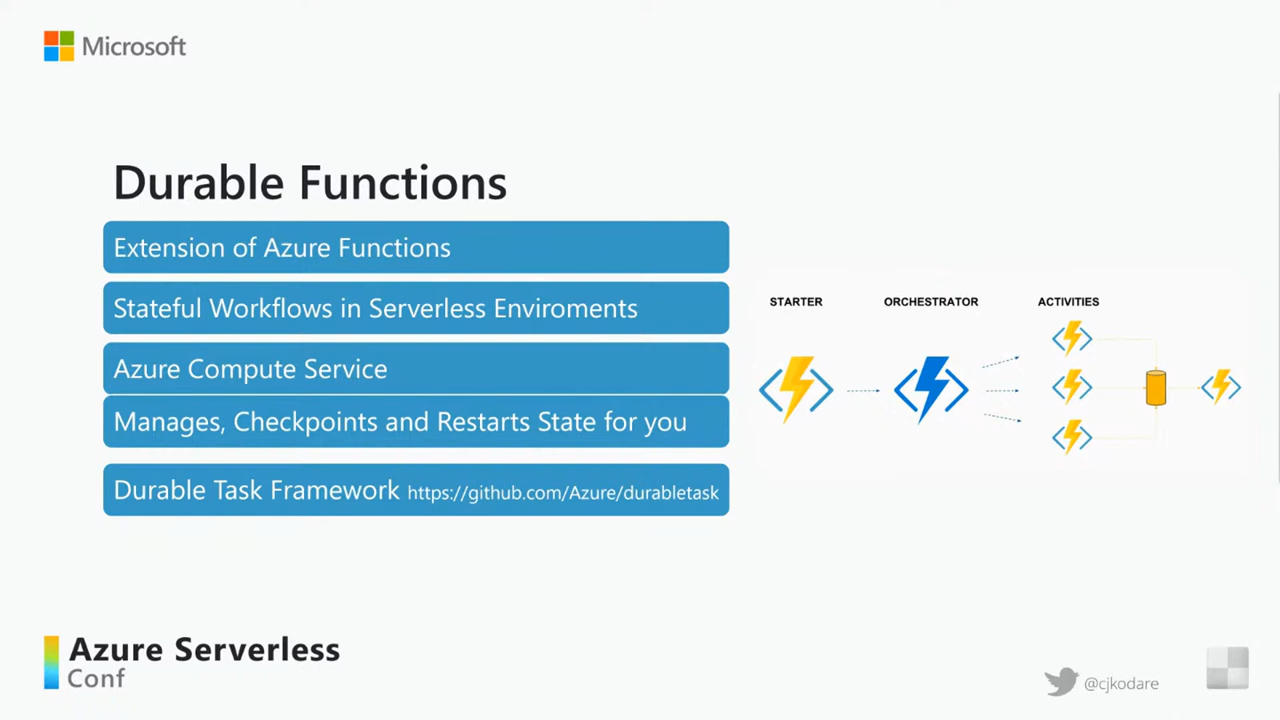 Microsoft
Durable Functions
Extension of Azure Functions
Stateful Workflows in Serverless Enviroments
Azure Compute Service
Manages, Checkpoints and Restarts State for you
Durable Task Framework https://github.com/Azure/durabletask
STARTER
ORCHESTRATOR
ACTIVITIES
Azure Serverless
Conf
@cjkodare